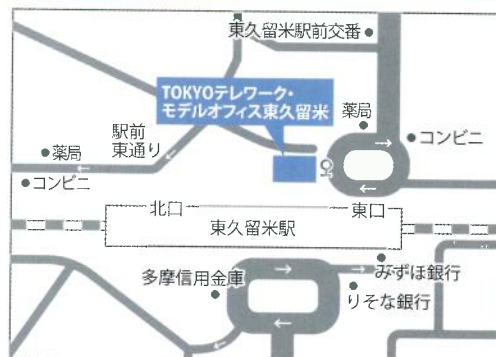 東久留米駅前交番
TOKYOテレワーク・
モデルオフィス東久留米
薬局
コンビニ
駅前
東通り
薬局
コンビニ
北口
東口
東久留米駅
多摩信用金庫
みずほ銀行
りそな銀行